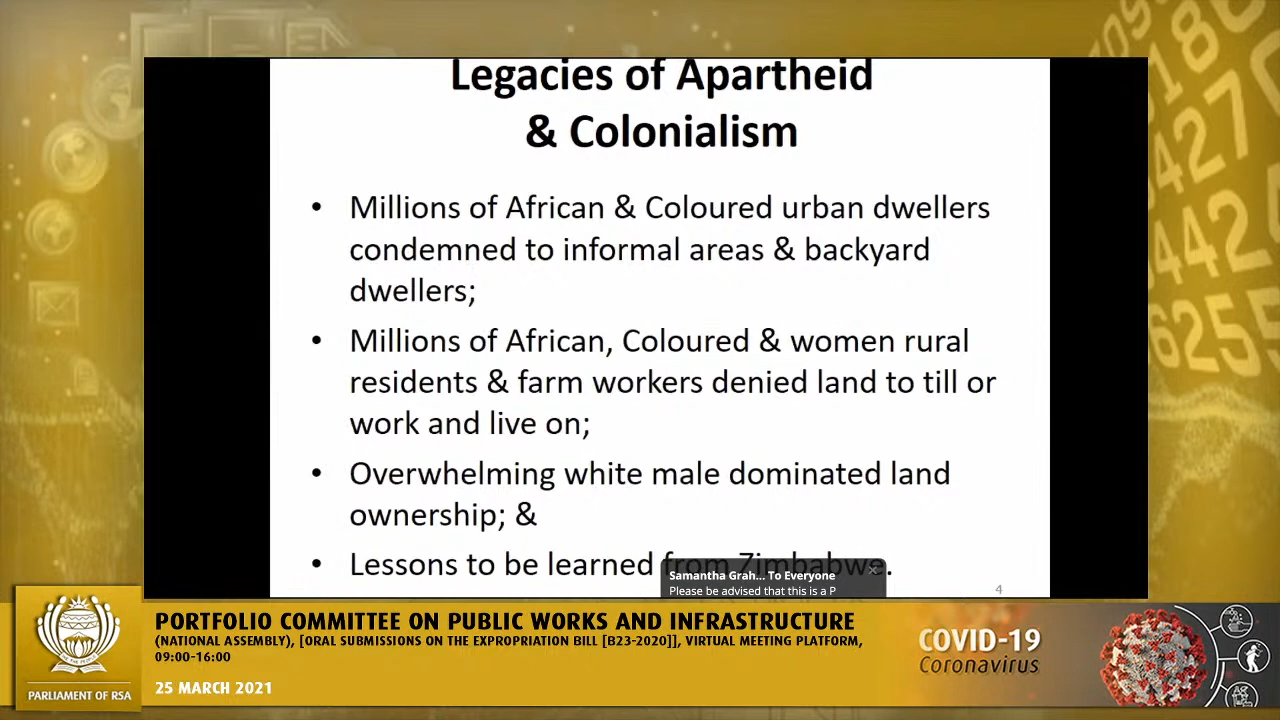 Legacies of Apartheid
& Colonialism
• Millions of African & Coloured urban dwellers
condemned to informal areas & backyard
dwellers;
• Millions of African, Coloured & women rural
residents & farm workers denied land to till or
work and live on;
• Overwhelming white male dominated land
ownership; &
• Lessons to be learned from Zimbabwe.
Samantha Grah... To Everyone
Please be advised that this is a P
4
PORTFOLIO COMMITTEE ON PUBLIC WORKS AND INFRASTRUCTURE
(NATIONAL ASSEMBLY), [ORAL SUBMISSIONS ON THE EXPROPRIATION BILL [B23-2020]], VIRTUAL MEETING PLATFORM,
09:00-16:00
25 MARCH 2021
PARLIAMENT OF RSA
COVID-19
Coronavirus